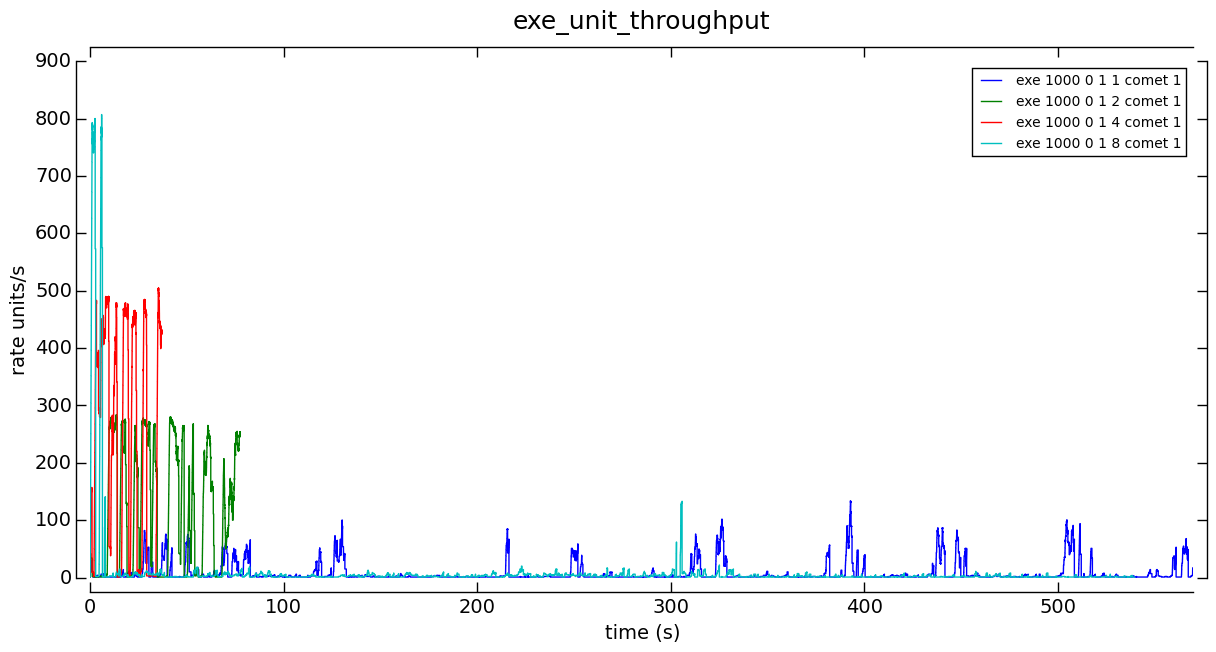 exe_unit_throughput
900
800
700
600
500
400
300
200
100
0
rate units/s
exe 1000 0 1 1 comet 1
exe 1000 0 1 2 comet 1
exe 1000 0 1 4 comet 1
exe 1000 0 1 8 comet 1
0 100 200 300 400 500
time (s)